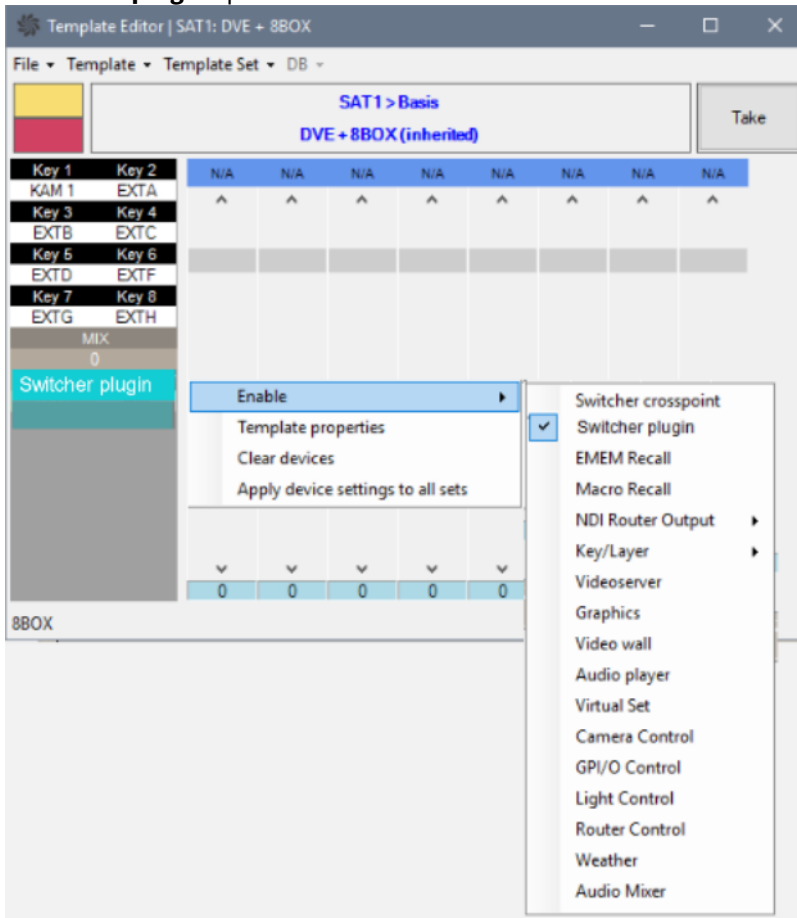 Template Editor | SAT1: DVE + 8BOX
File Template Template Set DB
SAT1 > Basis
DVE + 8BOX (inherited)
Take
Key 1 Key 2
KAM 1 EXTA
Key 3 Key 4
EXTB EXTC
Key 5 Key 6
EXTD EXTF
Key 7 Key 8
EXTG EXTH
MIX
0
Switcher plugin
N/A N/A N/A N/A N/A N/A N/A N/A
Enable
Template properties
Clear devices
Apply device settings to all sets
Switcher crosspoint
Switcher plugin
EMEM Recall
Macro Recall
NDI Router Output
Key/Layer
Videoserver
Graphics
Video wall
Audio player
Virtual Set
Camera Control
GPI/O Control
Light Control
Router Control
Weather
Audio Mixer
0 0 0 0 0
8BOX